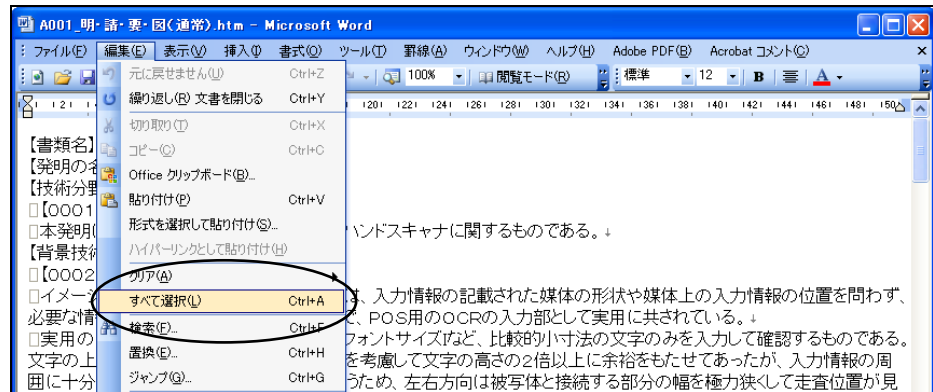 A001_明・請・要・図(通常).htm - Microsoft Word
ファイル(F) 編集(E) 表示(V) 挿入(I) 書式(O) ツール(T) 罫線(A) ウィンドウ(W) ヘルプ(H) Adobe PDF(B) Acrobat コメント(C) ×
100% 閲覧モード(R) 標準 12 B A
元に戻せません(U) Ctrl+Z
繰り返し(R) 文書を閉じる Ctrl+Y
切り取り(T) Ctrl+X
コピー(C) Ctrl+C
Office クリップボード(B)...
貼り付け(P) Ctrl+V
形式を選択して貼り付け(S)...
ハイパーリンクとして貼り付け(H)
クリア(A)
すべて選択(L) Ctrl+A
検索(F)... Ctrl+F
置換(E)... Ctrl+H
ジャンプ(G)... Ctrl+G
|2| |20| |22| |24| |26| |28| |30| |32| |34| |36| |38| |40| |42| |44| |46| |48| |50
【書類名】
【発明の
【技術分野
【0001
本発明 ハンドスキャナに関するものである。↓
【背景技術
【0002
イメージ 、入力情報の記載された媒体の形状や媒体上の入力情報の位置を問わず、
必要な情 、POS用のOCRの入力部として実用に共されている。↓
実用の フォントサイズなど、比較的小寸法の文字のみを入力して確認するものである。
文字の上 を考慮して文字の高さの2倍以上に余裕をもたせてあったが、入力情報の周
囲に十分 うため、左右方向は被写体と接続する部分の幅を極力狭くして走査位置が見